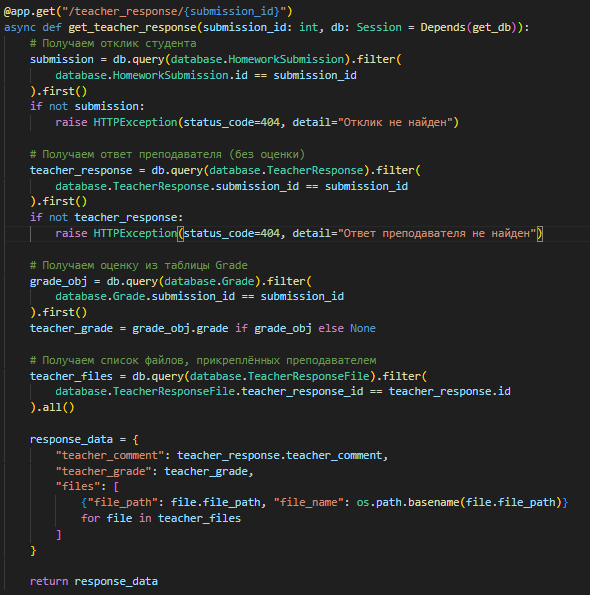 @app.get("/teacher_response/{submission_id}")
async def get_teacher_response(submission_id: int, db: Session = Depends(get_db)):
    # Получаем отклик студента
    submission = db.query(database.HomeworkSubmission).filter(
        database.HomeworkSubmission.id == submission_id
    ).first()
    if not submission:
        raise HTTPException(status_code=404, detail="Отклик не найден")

    # Получаем ответ преподавателя (без оценки)
    teacher_response = db.query(database.TeacherResponse).filter(
        database.TeacherResponse.submission_id == submission_id
    ).first()
    if not teacher_response:
        raise HTTPException(status_code=404, detail="Ответ преподавателя не найден")

    # Получаем оценку из таблицы Grade
    grade_obj = db.query(database.Grade).filter(
        database.Grade.submission_id == submission_id
    ).first()
    teacher_grade = grade_obj.grade if grade_obj else None

    # Получаем список файлов, прикреплённых преподавателем
    teacher_files = db.query(database.TeacherResponseFile).filter(
        database.TeacherResponseFile.teacher_response_id == teacher_response.id
    ).all()

    response_data = {
        "teacher_comment": teacher_response.teacher_comment,
        "teacher_grade": teacher_grade,
        "files": [
            {"file_path": file.file_path, "file_name": os.path.basename(file.file_path)}
            for file in teacher_files
        ]
    }

    return response_data